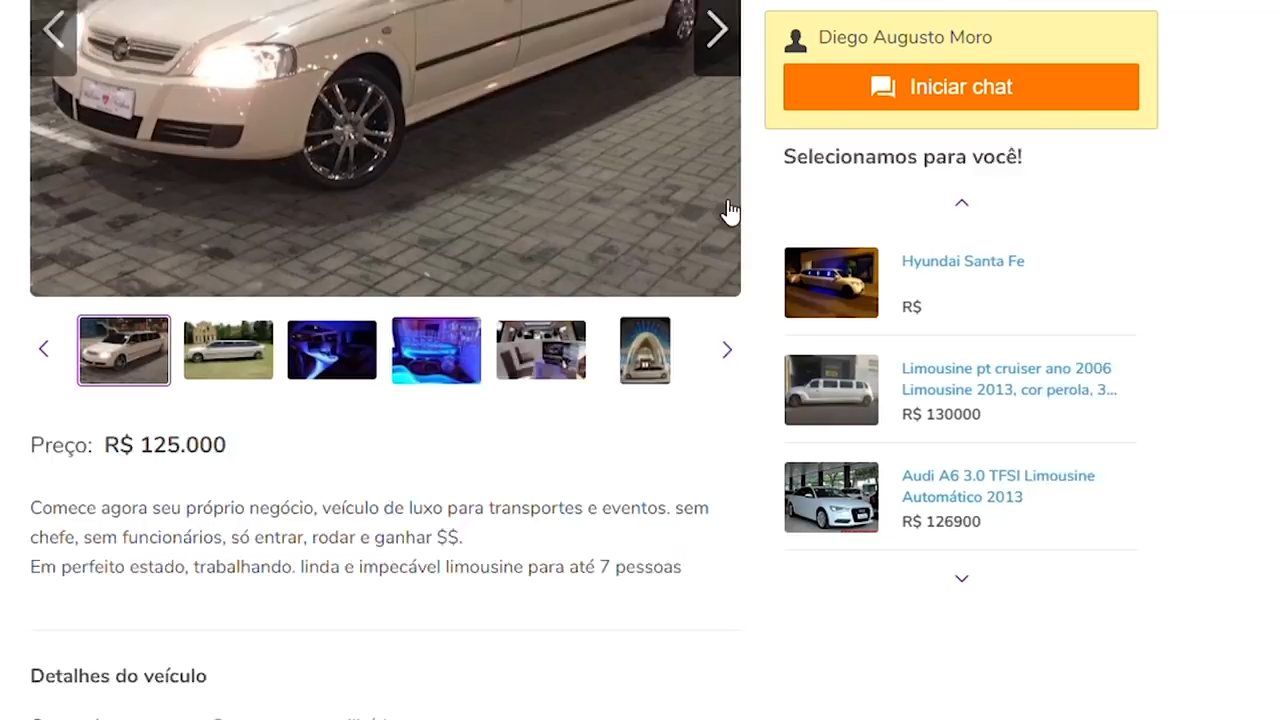 Diego Augusto Moro
Iniciar chat
Selecionamos para você!
Hyundai Santa Fe
R$
Limousine pt cruiser ano 2006
Limousine 2013, cor perola, 3...
R$ 130000
Audi A6 3.0 TFSI Limousine
Automático 2013
R$ 126900
Preço: R$ 125.000
Comece agora seu próprio negócio, veículo de luxo para transportes e eventos. sem
chefe, sem funcionários, só entrar, rodar e ganhar $$.
Em perfeito estado, trabalhando. linda e impecável limousine para até 7 pessoas
Detalhes do veículo